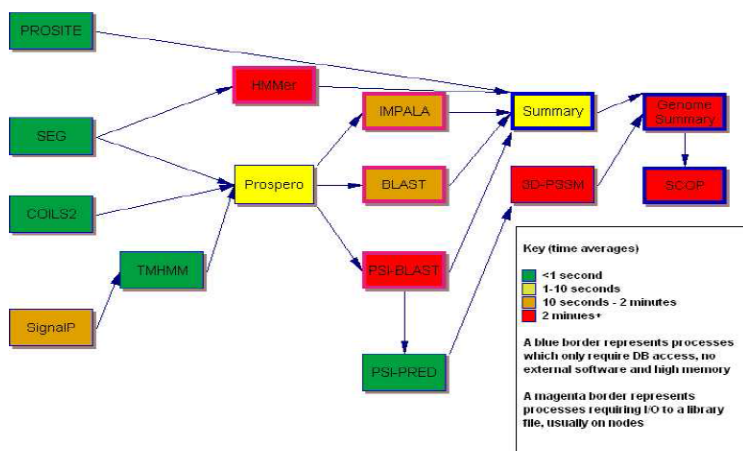 PROSITE
HMMer
IMPALA
Summary
Genome
Summary
SEG
Prospero
BLAST
3D-PSSM
SCOP
COILS2
TMHMM
PSI-BLAST
SignalP
PSI-PRED
Key (time averages)
<1 second
1-10 seconds
10 seconds - 2 minutes
2 minues+
A blue border represents processes
which only require DB access, no
external software and high memory
A magenta border represents
processes requiring I/O to a library
file, usually on nodes